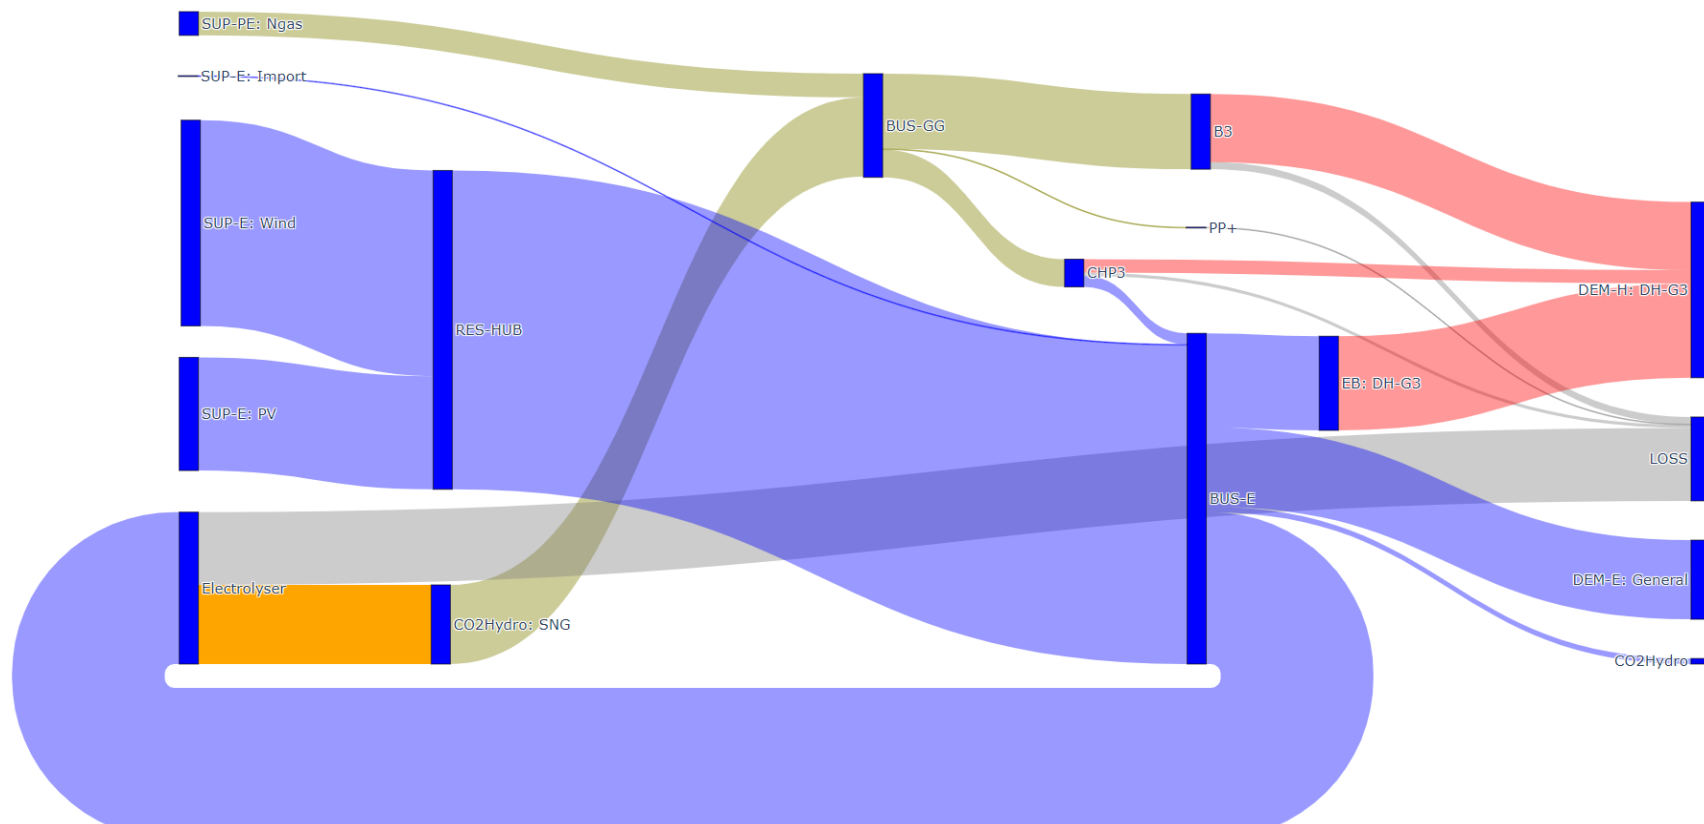 SUP-PE: Ngas
SUP-E: Import
BUS-GG
B3
SUP-E: Wind
PP+
CHP3
DEM-H: DH-G3
RES-HUB
EB: DH-G3
SUP-E: PV
LOSS
BUS-E
DEM-E: General
Electrolyser
CO2Hydro: SNG
CO2Hydro